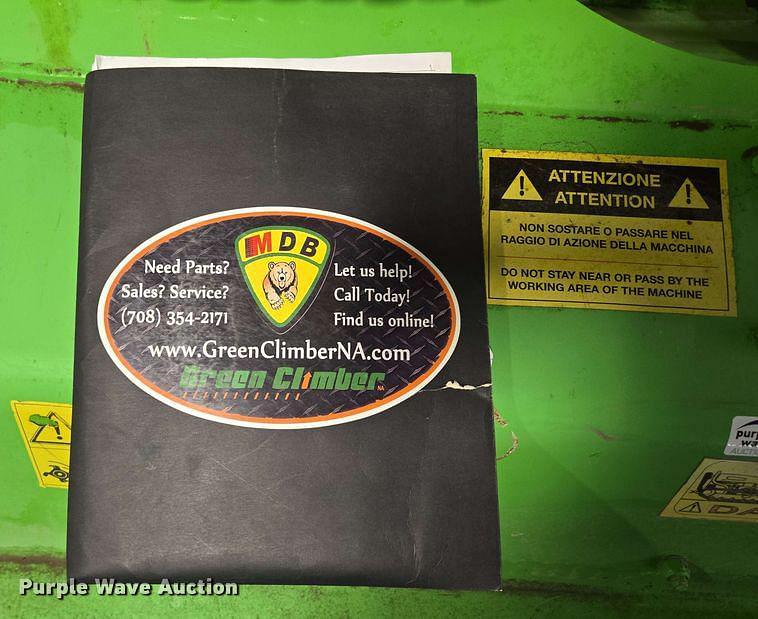 MDB
Need Parts?
Sales? Service?
(708) 354-2171
Let us help!
Call Today!
Find us online!
www.GreenClimberNA.com
Green Climber
NA
ATTENZIONE
ATTENTION
NON SOSTARE O PASSARE NEL
RAGGIO DI AZIONE DELLA MACCHINA
DO NOT STAY NEAR OR PASS BY THE
WORKING AREA OF THE MACHINE
Purple Wave Auction